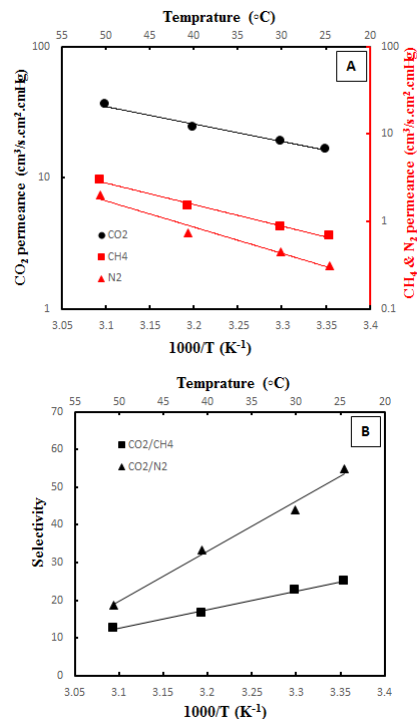 Temprature (◦C)
55 50 45 40 35 30 25 20
100 100
A
10 10
1
CO2
CH4
N2
1 0.1
CO₂ permeance (cm³/s.cm².cmHg)
CH₄ & N₂ permeance (cm³/s.cm².cmHg)
3.05 3.1 3.15 3.2 3.25 3.3 3.35 3.4
1000/T (K⁻¹)
Temprature (◦C)
55 50 45 40 35 30 25 20
70
B
CO2/CH4
60
CO2/N2
50
40
30
20
10
0
Selectivity
3.05 3.1 3.15 3.2 3.25 3.3 3.35 3.4
1000/T (K⁻¹)